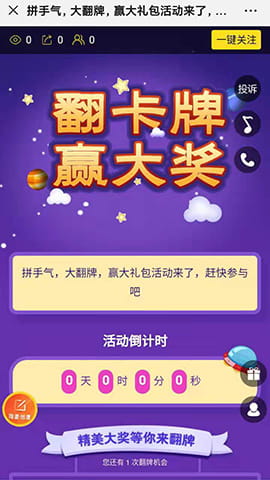 拼手气，大翻牌，赢大礼包活动来了，...
0 0 0 一键关注
投诉
翻卡牌
赢大奖
拼手气，大翻牌，赢大礼包活动来了，赶快参与
吧
活动倒计时
0 天 0 时 0 分 0 秒
我要创建
精美大奖等你来翻牌
您还有 1 次翻牌机会